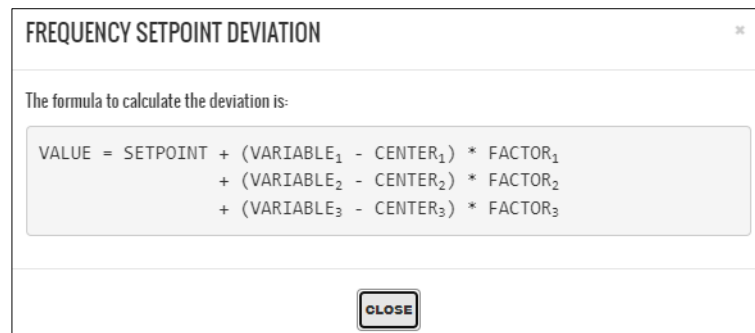 FREQUENCY SETPOINT DEVIATION ×
The formula to calculate the deviation is:
VALUE = SETPOINT + (VARIABLE₁ - CENTER₁) * FACTOR₁
+ (VARIABLE₂ - CENTER₂) * FACTOR₂
+ (VARIABLE₃ - CENTER₃) * FACTOR₃
CLOSE